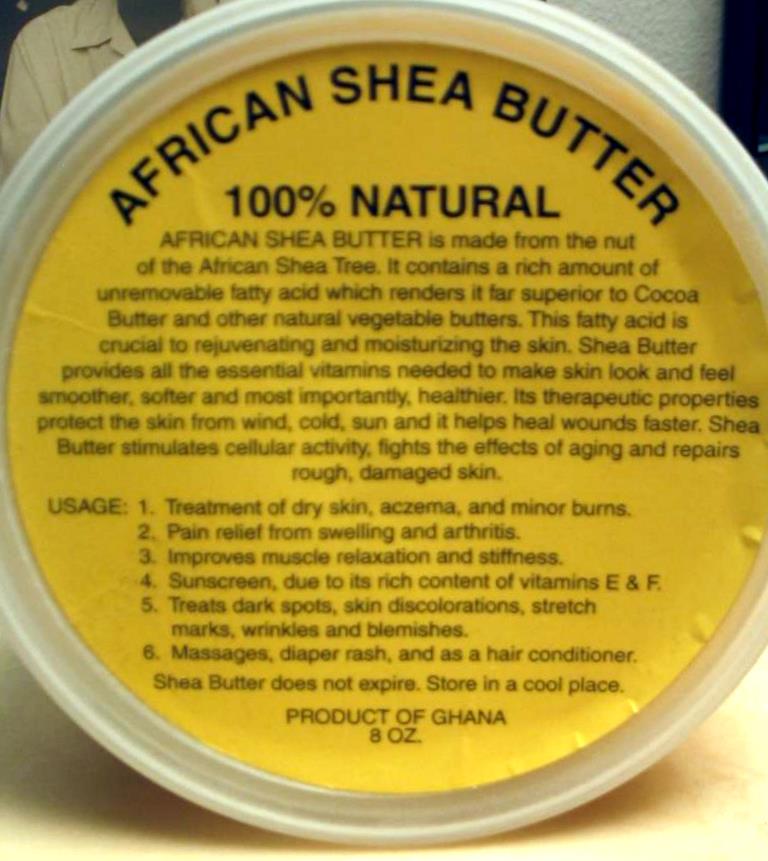 AFRICAN SHEA BUTTER
100% NATURAL
AFRICAN SHEA BUTTER is made from the nut
of the African Shea Tree. It contains a rich amount of
unremovable fatty acid which renders it far superior to Cocoa
Butter and other natural vegetable butters. This fatty acid is
crucial to rejuvenating and moisturizing the skin. Shea Butter
provides all the essential vitamins needed to make skin look and feel
smoother, softer and most importantly, healthier. Its therapeutic properties
protect the skin from wind, cold, sun and it helps heal wounds faster. Shea
Butter stimulates cellular activity, fights the effects of aging and repairs
rough, damaged skin.
USAGE: 1. Treatment of dry skin, aczema, and minor burns.
2. Pain relief from swelling and arthritis.
3. Improves muscle relaxation and stiffness.
4. Sunscreen, due to its rich content of vitamins E & F.
5. Treats dark spots, skin discolorations, stretch
marks, wrinkles and blemishes.
6. Massages, diaper rash, and as a hair conditioner.
Shea Butter does not expire. Store in a cool place.
PRODUCT OF GHANA
8 OZ.